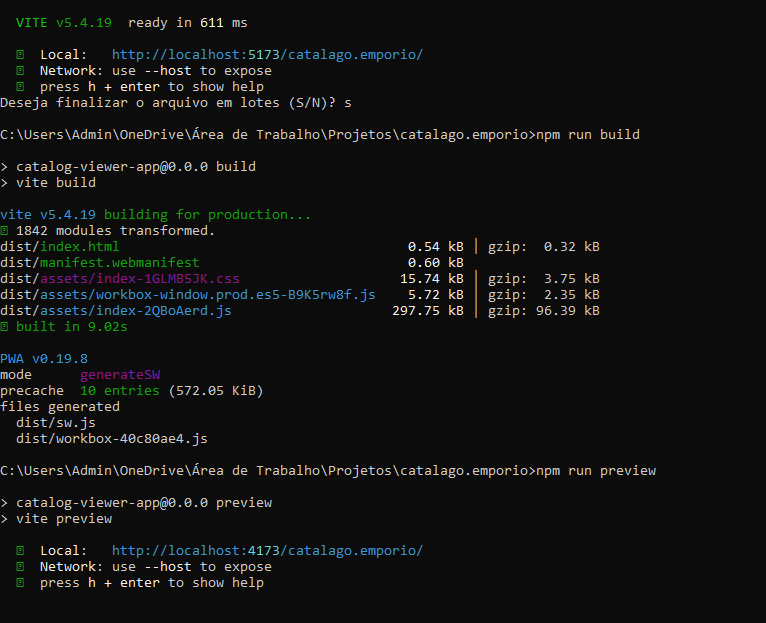 VITE v5.4.19 ready in 611 ms
Local: http://localhost:5173/catalago.emporio/
Network: use --host to expose
press h + enter to show help
Deseja finalizar o arquivo em lotes (S/N)? s
C:\Users\Admin\OneDrive\Área de Trabalho\Projetos\catalago.emporio>npm run build
> catalog-viewer-app@0.0.0 build
> vite build
vite v5.4.19 building for production...
1842 modules transformed.
dist/index.html 0.54 kB │ gzip: 0.32 kB
dist/manifest.webmanifest 0.60 kB
dist/assets/index-1GLMB5JK.css 15.74 kB │ gzip: 3.75 kB
dist/assets/workbox-window.prod.es5-B9K5rw8f.js 5.72 kB │ gzip: 2.35 kB
dist/assets/index-2QBoAerd.js 297.75 kB │ gzip: 96.39 kB
built in 9.02s
PWA v0.19.8
mode generateSW
precache 10 entries (572.05 KiB)
files generated
dist/sw.js
dist/workbox-40c80ae4.js
C:\Users\Admin\OneDrive\Área de Trabalho\Projetos\catalago.emporio>npm run preview
> catalog-viewer-app@0.0.0 preview
> vite preview
Local: http://localhost:4173/catalago.emporio/
Network: use --host to expose
press h + enter to show help